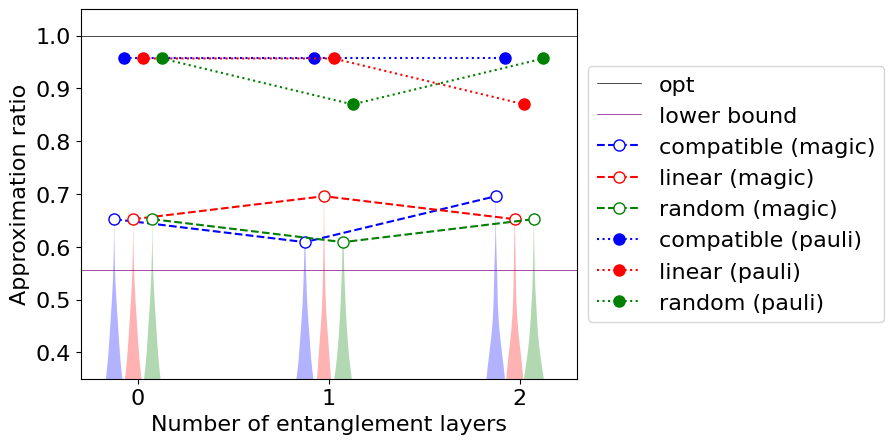 1.0
0.9
0.8
0.7
0.6
0.5
0.4
Approximation ratio
0 1 2
Number of entanglement layers
opt
lower bound
compatible (magic)
linear (magic)
random (magic)
compatible (pauli)
linear (pauli)
random (pauli)